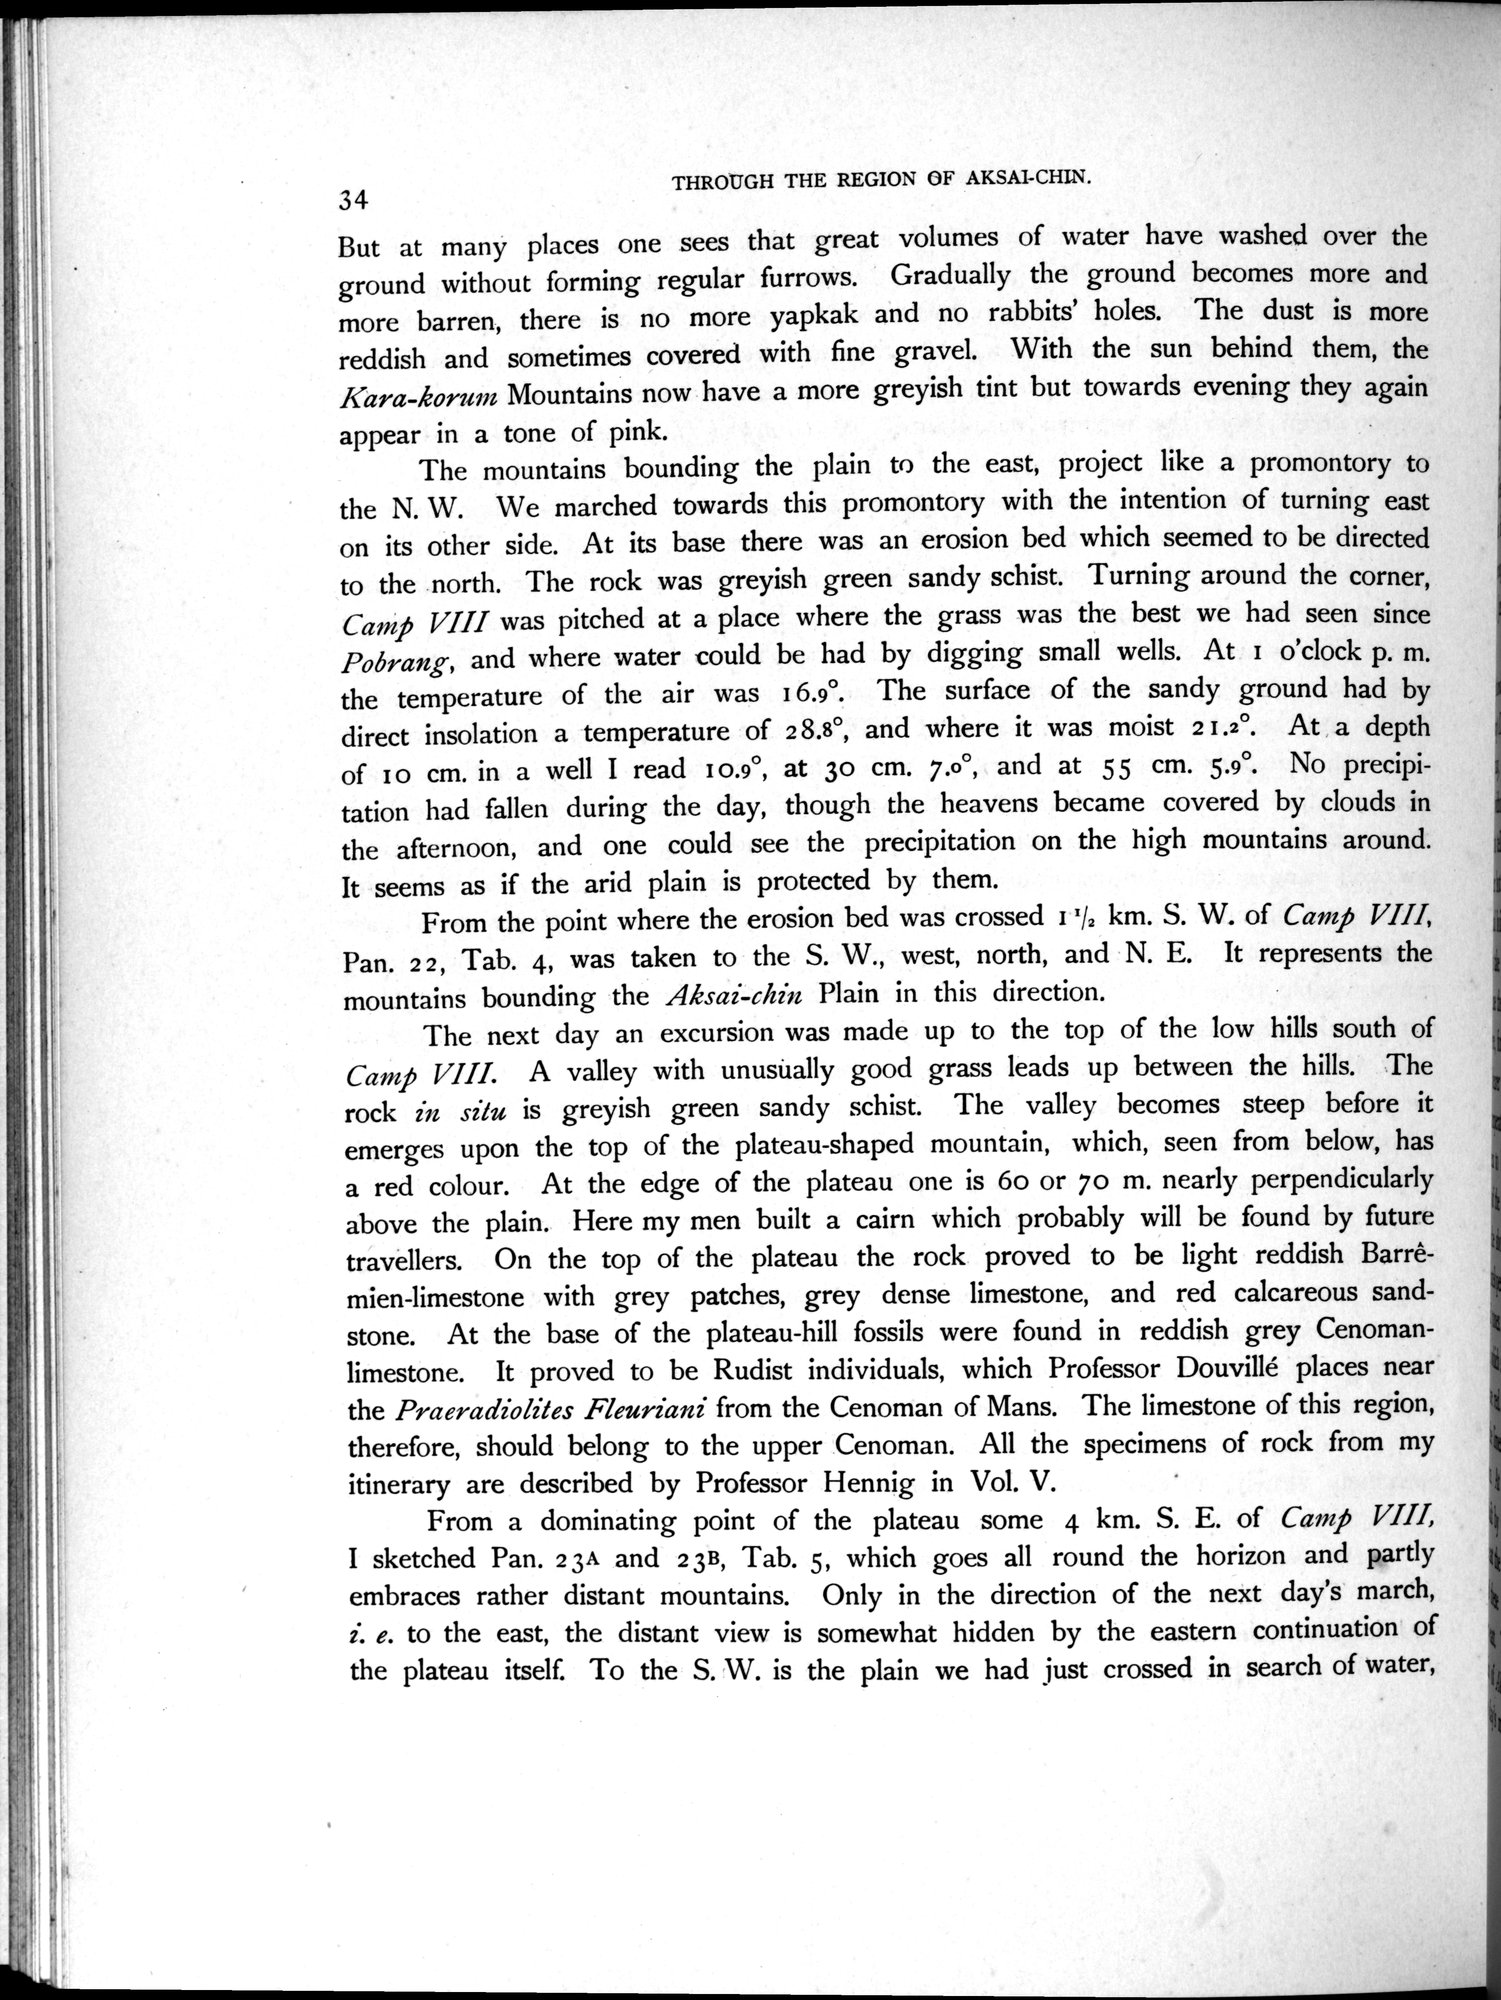 34
THROUGH THE REGION OF AKSAI-CHIN.
But at many places one sees that great volumes of water have washed over the
ground without forming regular furrows. Gradually the ground becomes more and
more barren, there is no more yapkak and no rabbits’ holes. The dust is more
reddish and sometimes covered with fine gravel. With the sun behind them, the
Kara-korum Mountains now have a more greyish tint but towards evening they again
appear in a tone of pink.
The mountains bounding the plain to the east, project like a promontory to
the N. W. We marched towards this promontory with the intention of turning east
on its other side. At its base there was an erosion bed which seemed to be directed
to the north. The rock was greyish green sandy schist. Turning around the corner,
Camp VIII was pitched at a place where the grass was the best we had seen since
Pobrang, and where water could be had by digging small wells. At 1 o’clock p. m.
the temperature of the air was 16.9°. The surface of the sandy ground had by
direct insolation a temperature of 28.8°, and where it was moist 21.2°. At a depth
of 10 cm. in a well I read 10.9°, at 30 cm. 7.0°, and at 55 cm. 5.9°. No precipi-
tation had fallen during the day, though the heavens became covered by clouds in
the afternoon, and one could see the precipitation on the high mountains around.
It seems as if the arid plain is protected by them.
From the point where the erosion bed was crossed 1 1/2 km. S. W. of Camp VIII,
Pan. 22, Tab. 4, was taken to the S. W., west, north, and N. E. It represents the
mountains bounding the Aksai-chin Plain in this direction.
The next day an excursion was made up to the top of the low hills south of
Camp VIII. A valley with unusually good grass leads up between the hills. The
rock in situ is greyish green sandy schist. The valley becomes steep before it
emerges upon the top of the plateau-shaped mountain, which, seen from below, has
a red colour. At the edge of the plateau one is 60 or 70 m. nearly perpendicularly
above the plain. Here my men built a cairn which probably will be found by future
travellers. On the top of the plateau the rock proved to be light reddish Barrê-
mien-limestone with grey patches, grey dense limestone, and red calcareous sand-
stone. At the base of the plateau-hill fossils were found in reddish grey Cenoman-
limestone. It proved to be Rudist individuals, which Professor Douvillé places near
the Praeradiolites Fleuriani from the Cenoman of Mans. The limestone of this region,
therefore, should belong to the upper Cenoman. All the specimens of rock from my
itinerary are described by Professor Hennig in Vol. V.
From a dominating point of the plateau some 4 km. S. E. of Camp VIII,
I sketched Pan. 23A and 23B, Tab. 5, which goes all round the horizon and partly
embraces rather distant mountains. Only in the direction of the next day’s march,
i. e. to the east, the distant view is somewhat hidden by the eastern continuation of
the plateau itself. To the S. W. is the plain we had just crossed in search of water,